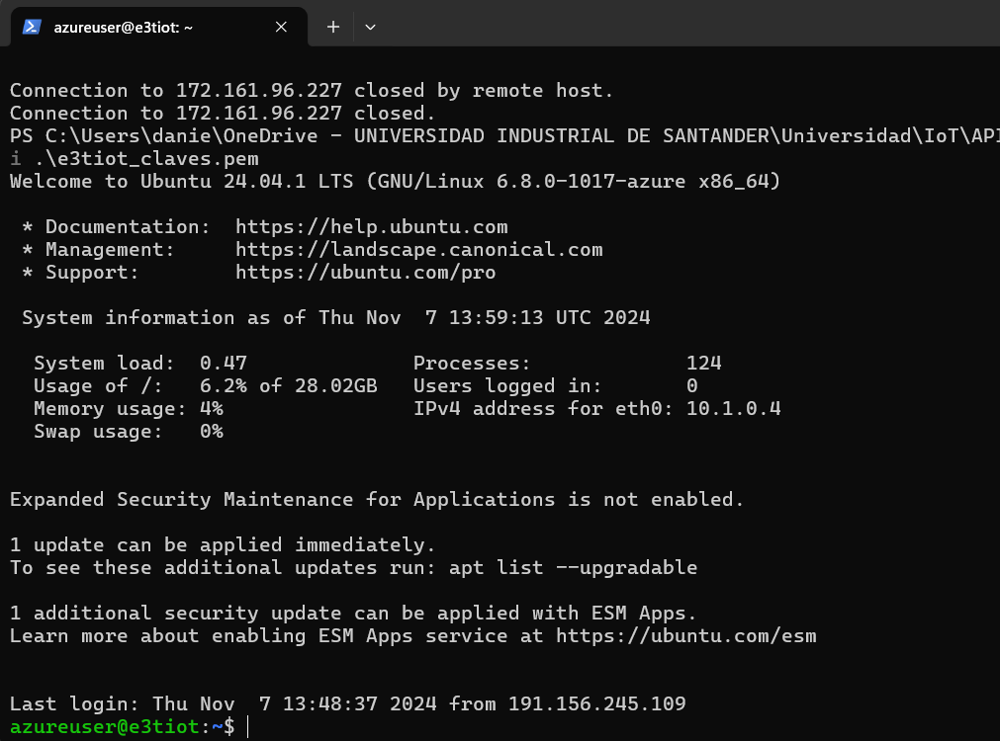 azureuser@e3tiot: ~
Connection to 172.161.96.227 closed by remote host.
Connection to 172.161.96.227 closed.
PS C:\Users\danie\OneDrive - UNIVERSIDAD INDUSTRIAL DE SANTANDER\Universidad\IoT\API
i .\e3tiot_claves.pem
Welcome to Ubuntu 24.04.1 LTS (GNU/Linux 6.8.0-1017-azure x86_64)
* Documentation:  https://help.ubuntu.com
* Management:     https://landscape.canonical.com
* Support:        https://ubuntu.com/pro
System information as of Thu Nov  7 13:59:13 UTC 2024
System load:  0.47              Processes:             124
Usage of /:   6.2% of 28.02GB   Users logged in:       0
Memory usage: 4%                IPv4 address for eth0: 10.1.0.4
Swap usage:   0%
Expanded Security Maintenance for Applications is not enabled.
1 update can be applied immediately.
To see these additional updates run: apt list --upgradable
1 additional security update can be applied with ESM Apps.
Learn more about enabling ESM Apps service at https://ubuntu.com/esm
Last login: Thu Nov  7 13:48:37 2024 from 191.156.245.109
azureuser@e3tiot:~$